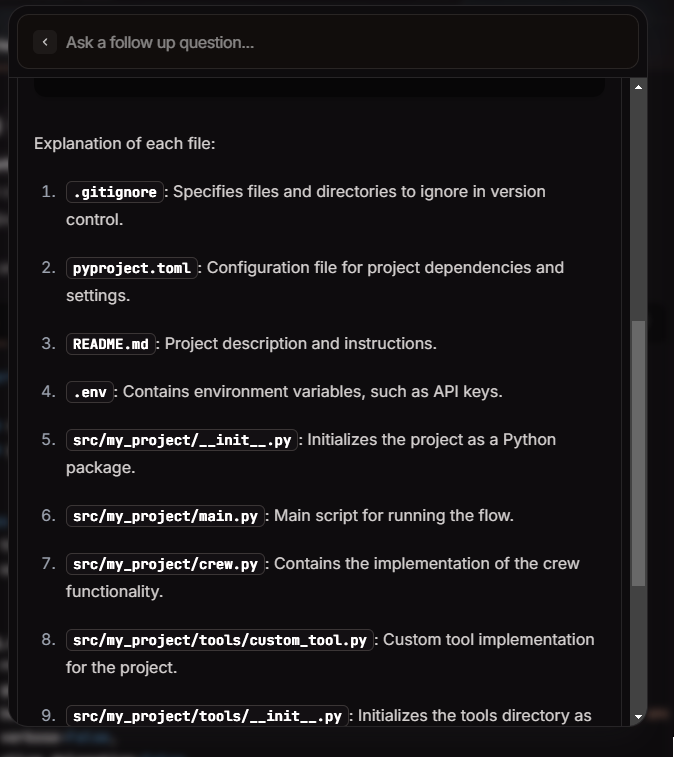 Ask a follow up question...
Explanation of each file:
1. .gitignore: Specifies files and directories to ignore in version
control.
2. pyproject.toml: Configuration file for project dependencies and
settings.
3. README.md: Project description and instructions.
4. .env: Contains environment variables, such as API keys.
5. src/my_project/__init__.py: Initializes the project as a Python
package.
6. src/my_project/main.py: Main script for running the flow.
7. src/my_project/crew.py: Contains the implementation of the crew
functionality.
8. src/my_project/tools/custom_tool.py: Custom tool implementation
for the project.
9. src/my_project/tools/__init__.py: Initializes the tools directory as